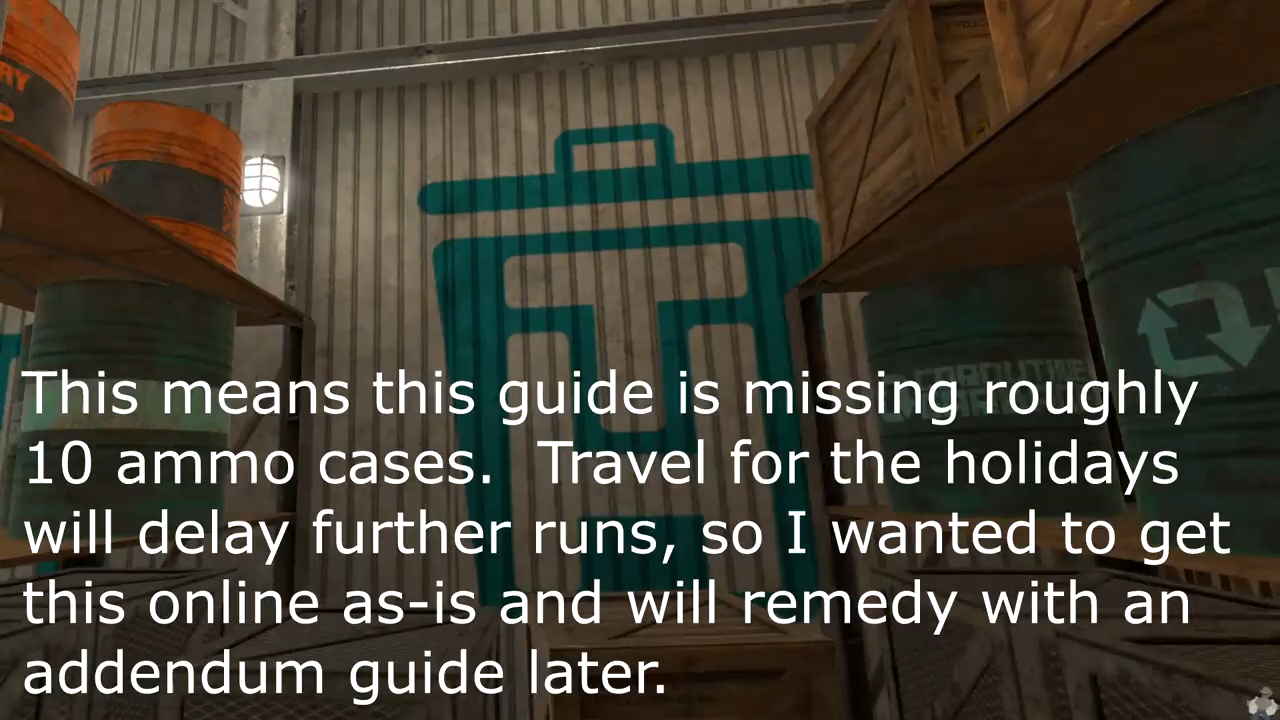 RY
This means this guide is missing roughly
10 ammo cases.  Travel for the holidays
will delay further runs, so I wanted to get
this online as-is and will remedy with an
addendum guide later.